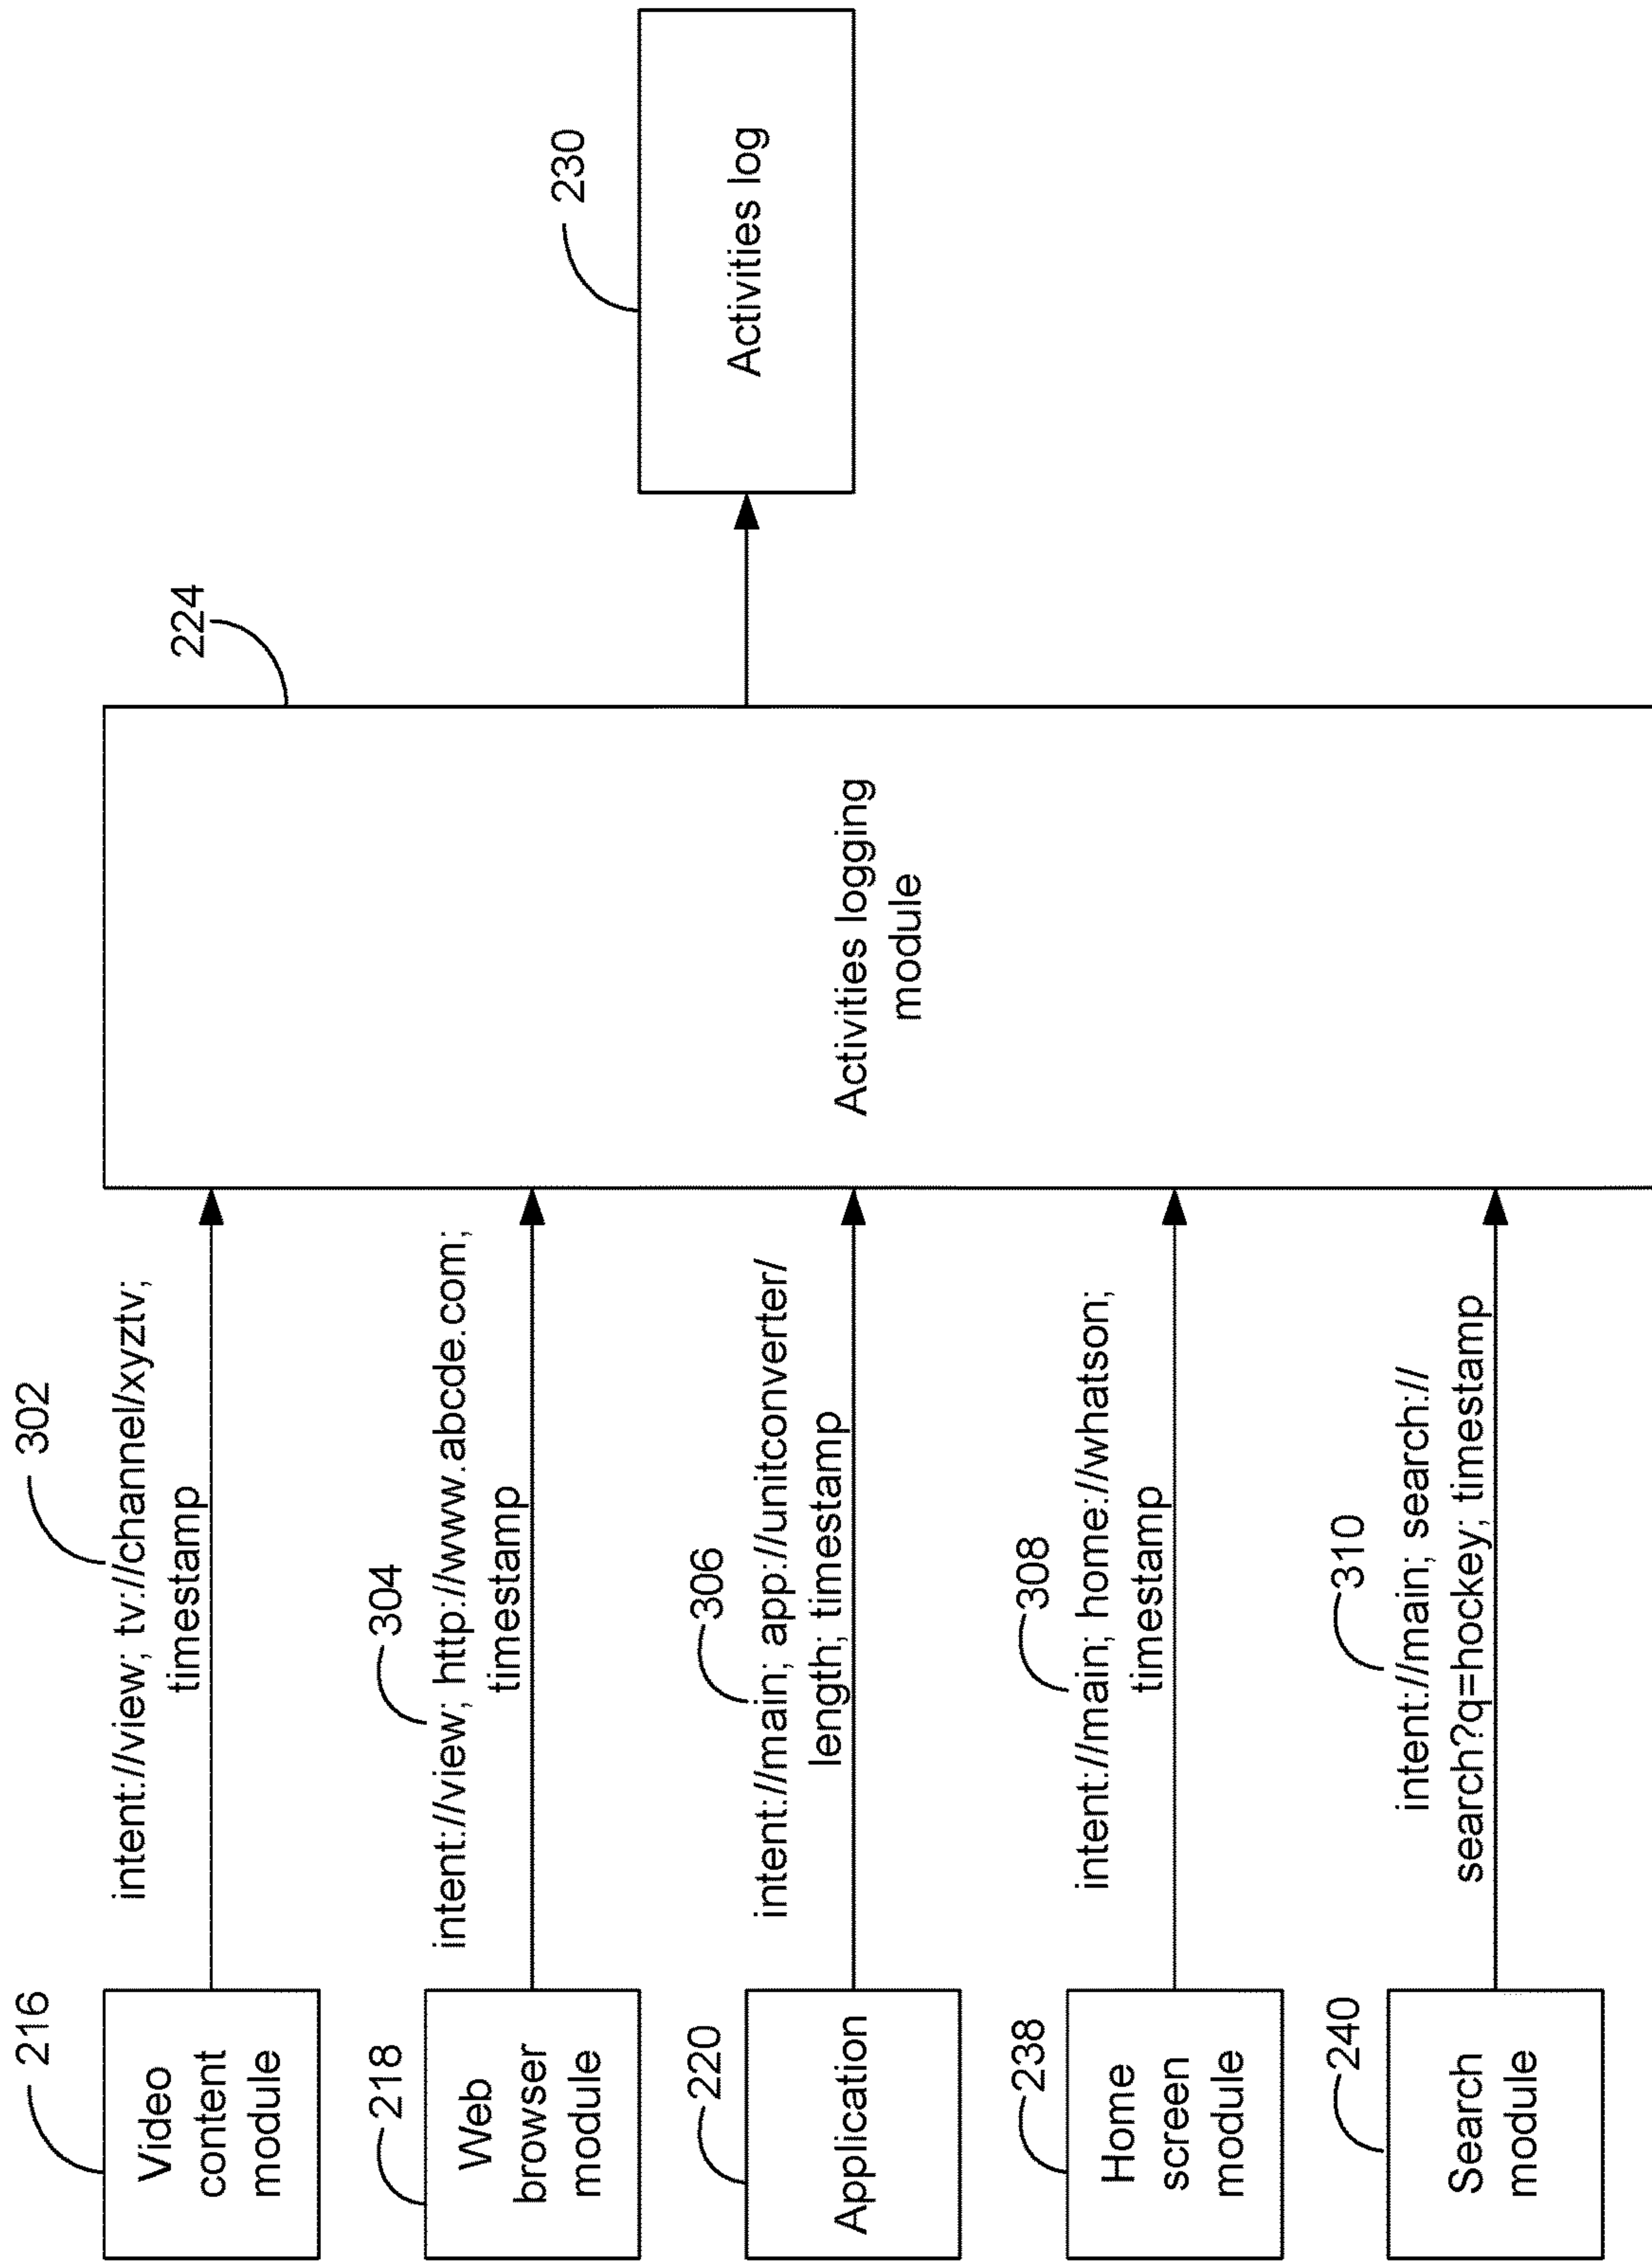 216
Video
content
module
302
intent://view; tv://channel/xyztv;
timestamp
218
Web
browser
module
304
intent://view; http://www.abcde.com;
timestamp
220
Application
306
intent://main; app://unitconverter/
length; timestamp
238
Home
screen
module
308
intent://main; home://whatson;
timestamp
240
Search
module
310
intent://main; search://
search?q=hockey; timestamp
224
Activities logging
module
230
Activities log